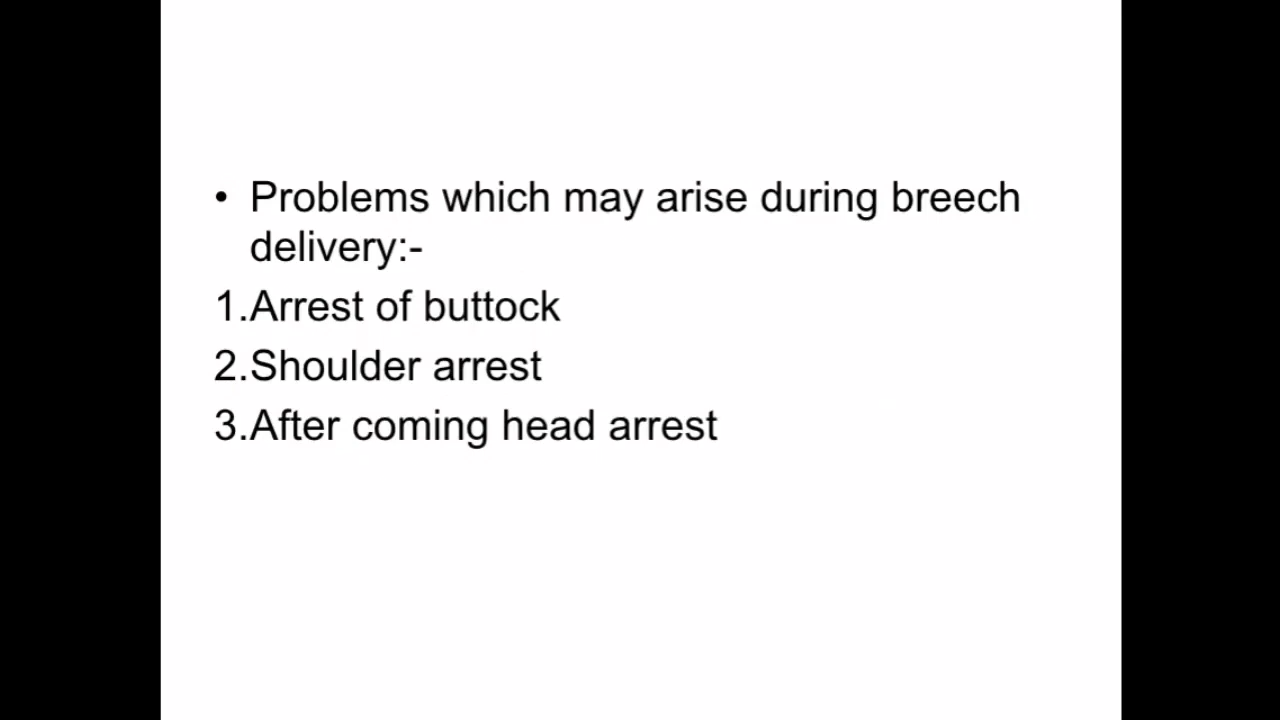 • Problems which may arise during breech
delivery:-
1.Arrest of buttock
2.Shoulder arrest
3.After coming head arrest